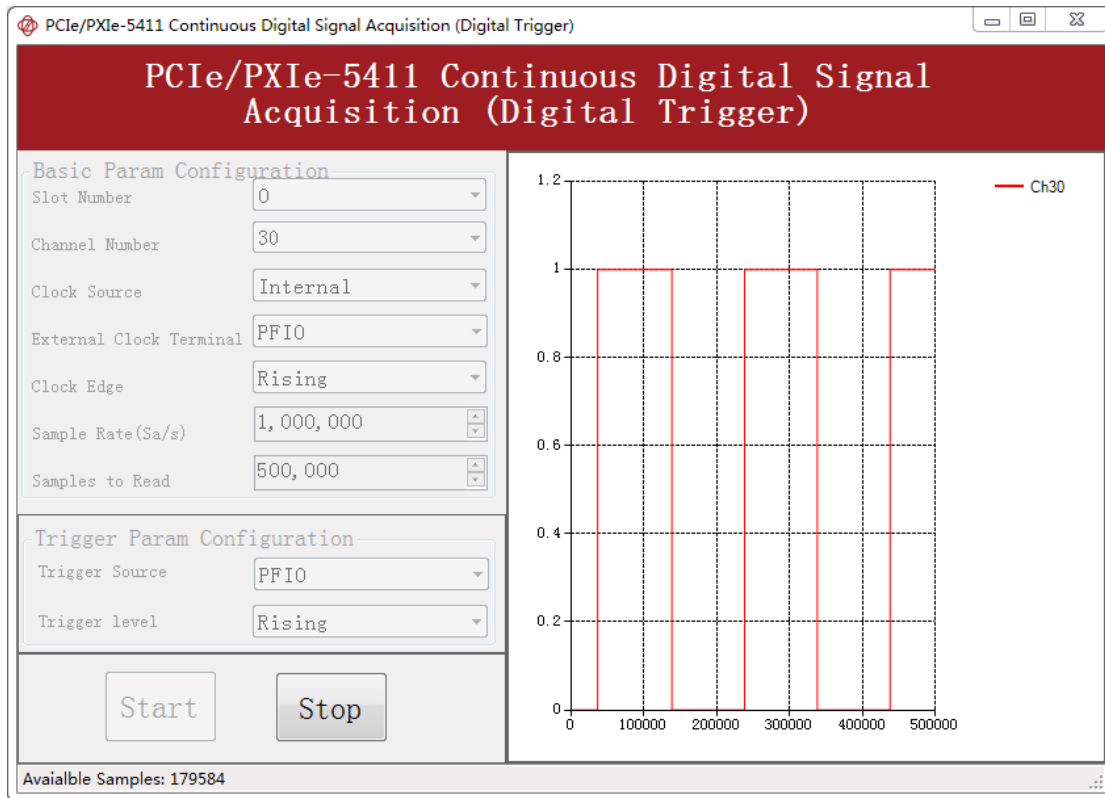 PCIe/PXIe-5411 Continuous Digital Signal Acquisition (Digital Trigger)
PCIe/PXIe-5411 Continuous Digital Signal
Acquisition (Digital Trigger)
Basic Param Configuration
Slot Number 0
Channel Number 30
Clock Source Internal
External Clock Terminal PFI0
Clock Edge Rising
Sample Rate(Sa/s) 1,000,000
Samples to Read 500,000
Trigger Param Configuration
Trigger Source PFI0
Trigger level Rising
Start Stop
1.2
1
0.8
0.6
0.4
0.2
0
0 100000 200000 300000 400000 500000
Ch30
Avaialble Samples: 179584